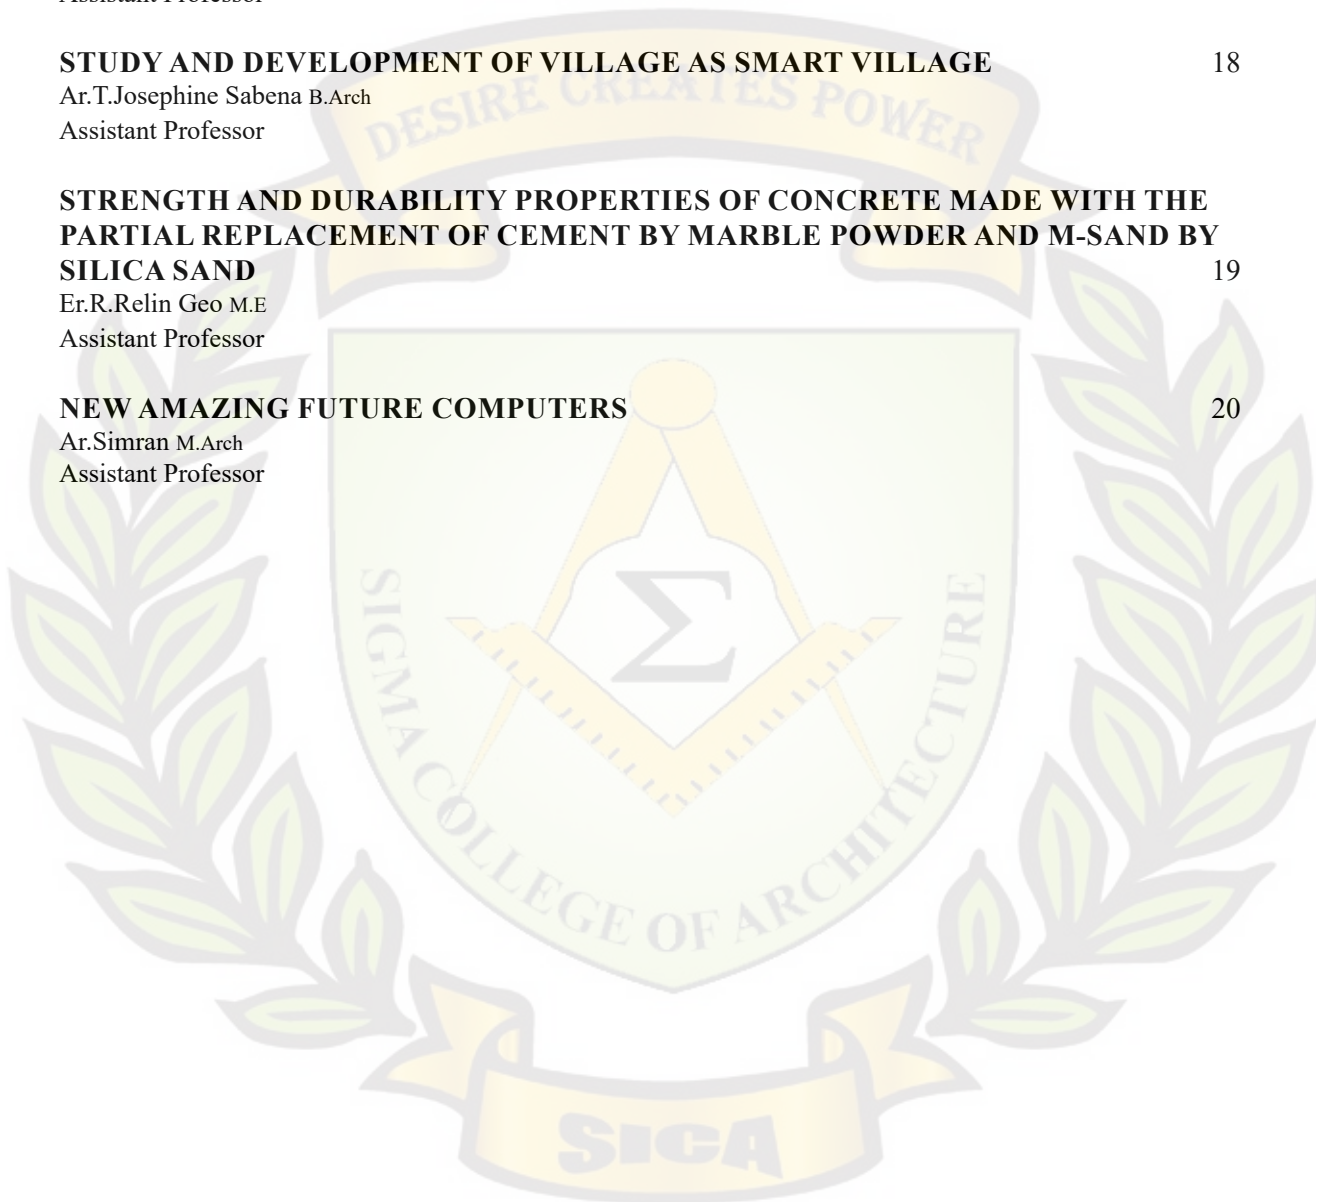 Assistant Professor
STUDY AND DEVELOPMENT OF VILLAGE AS SMART VILLAGE 18
Ar.T.Josephine Sabena B.Arch
Assistant Professor
STRENGTH AND DURABILITY PROPERTIES OF CONCRETE MADE WITH THE
PARTIAL REPLACEMENT OF CEMENT BY MARBLE POWDER AND M-SAND BY
SILICA SAND 19
Er.R.Relin Geo M.E
Assistant Professor
NEW AMAZING FUTURE COMPUTERS 20
Ar.Simran M.Arch
Assistant Professor
DESIRE CREATES POWER
Σ
SIGMA COLLEGE OF ARCHITECTURE
SICA